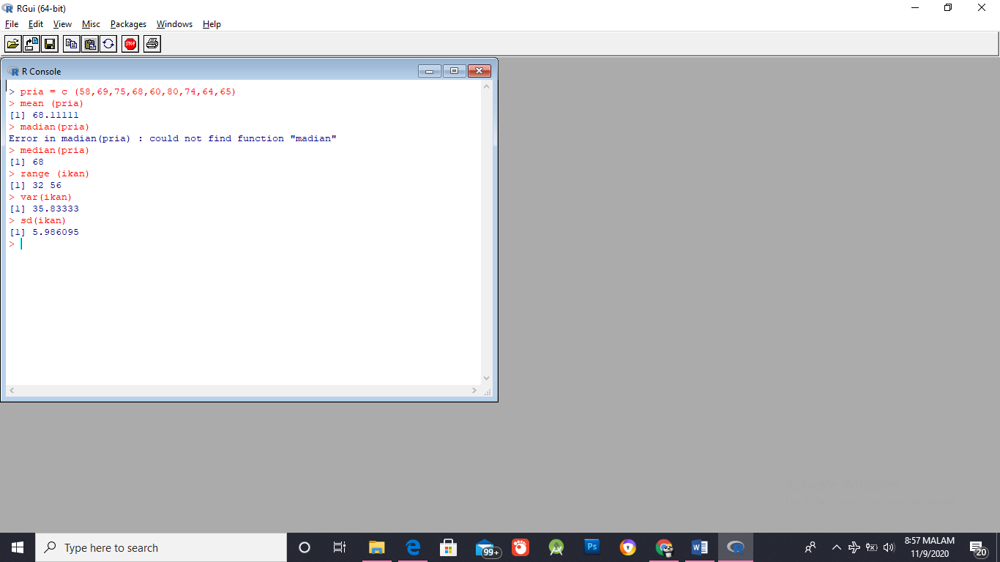 RGui (64-bit)
File Edit View Misc Packages Windows Help
STOP
R Console
> pria = c (58,69,75,68,60,80,74,64,65)
> mean (pria)
[1] 68.11111
> madian(pria)
Error in madian(pria) : could not find function "madian"
> median(pria)
[1] 68
> range (ikan)
[1] 32 56
> var(ikan)
[1] 35.83333
> sd(ikan)
[1] 5.986095
>
Type here to search
99+
Ps
8:57 MALAM
11/9/2020
20